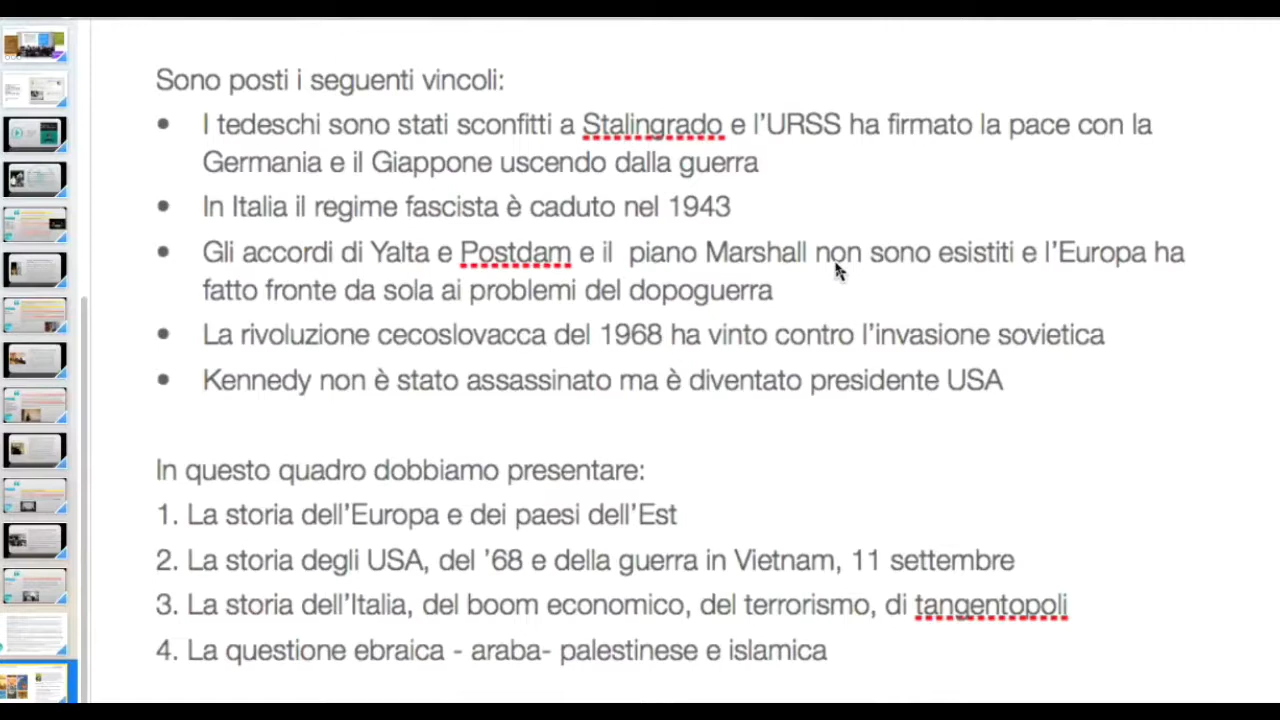 Sono posti i seguenti vincoli:
• I tedeschi sono stati sconfitti a Stalingrado e l’URSS ha firmato la pace con la
Germania e il Giappone uscendo dalla guerra
• In Italia il regime fascista è caduto nel 1943
• Gli accordi di Yalta e Postdam e il piano Marshall non sono esistiti e l’Europa ha
fatto fronte da sola ai problemi del dopoguerra
• La rivoluzione cecoslovacca del 1968 ha vinto contro l’invasione sovietica
• Kennedy non è stato assassinato ma è diventato presidente USA
In questo quadro dobbiamo presentare:
1. La storia dell’Europa e dei paesi dell’Est
2. La storia degli USA, del ’68 e della guerra in Vietnam, 11 settembre
3. La storia dell’Italia, del boom economico, del terrorismo, di tangentopoli
4. La questione ebraica - araba- palestinese e islamica